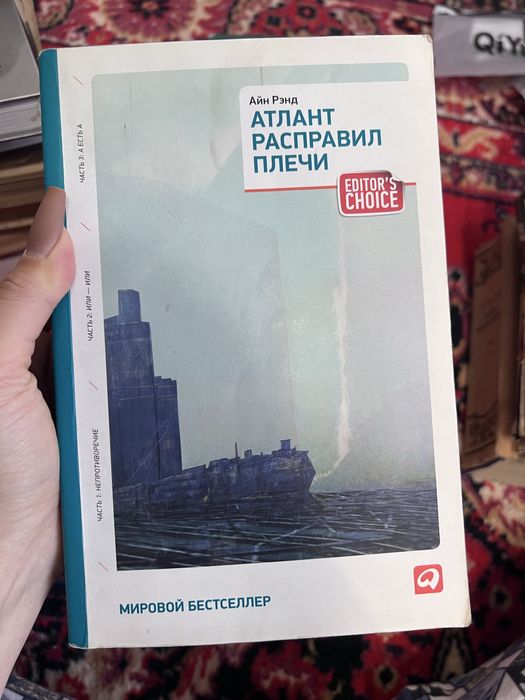 Айн Рэнд
АТЛАНТ
РАСПРАВИЛ
ПЛЕЧИ
EDITOR'S
CHOICE
ЧАСТЬ 3: А ЕСТЬ А
ЧАСТЬ 2: ИЛИ — ИЛИ
ЧАСТЬ 1: НЕПРОТИВОРЕЧИЕ
МИРОВОЙ БЕСТСЕЛЛЕР